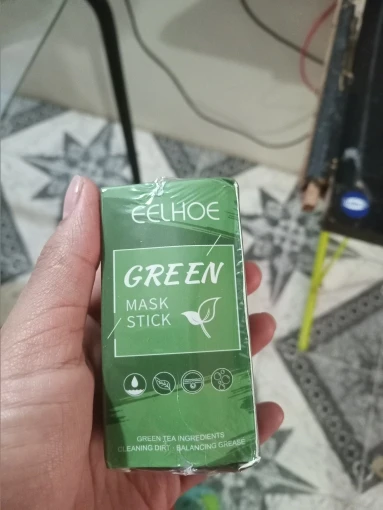 EELHOE
GREEN
MASK
STICK
GREEN TEA INGREDIENTS
CLEANING DIRT · BALANCING GREASE